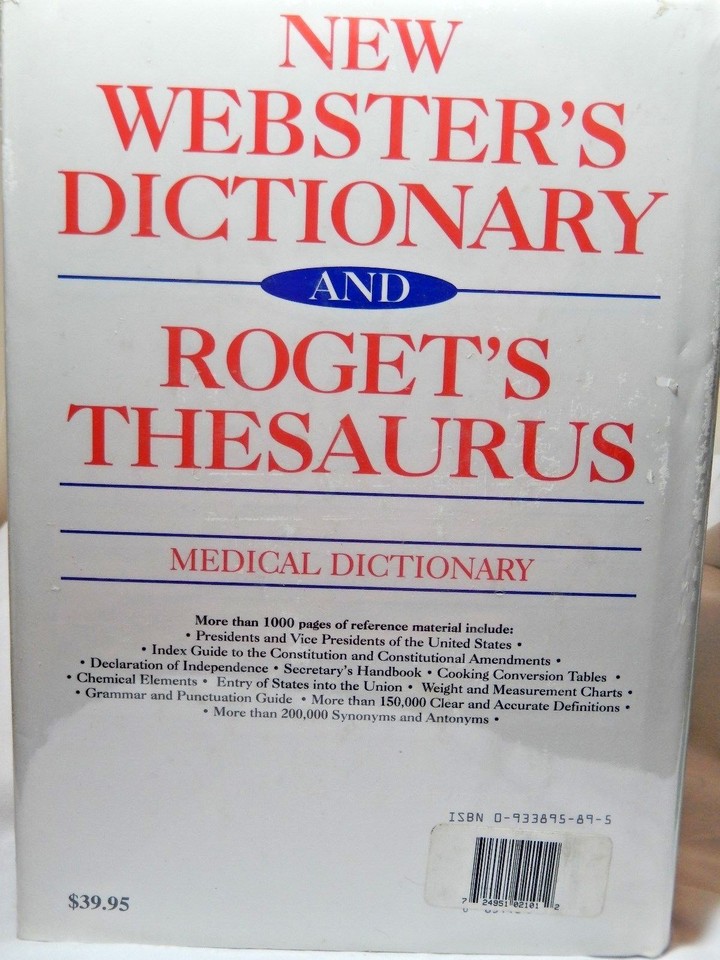 NEW
WEBSTER'S
DICTIONARY
AND
ROGET'S
THESAURUS
MEDICAL DICTIONARY
More than 1000 pages of reference material include:
• Presidents and Vice Presidents of the United States •
• Index Guide to the Constitution and Constitutional Amendments •
• Declaration of Independence • Secretary's Handbook • Cooking Conversion Tables •
• Chemical Elements • Entry of States into the Union • Weight and Measurement Charts •
• Grammar and Punctuation Guide • More than 150,000 Clear and Accurate Definitions •
• More than 200,000 Synonyms and Antonyms •
ISBN 0-933895-89-5
7 24951 02101 2
$39.95